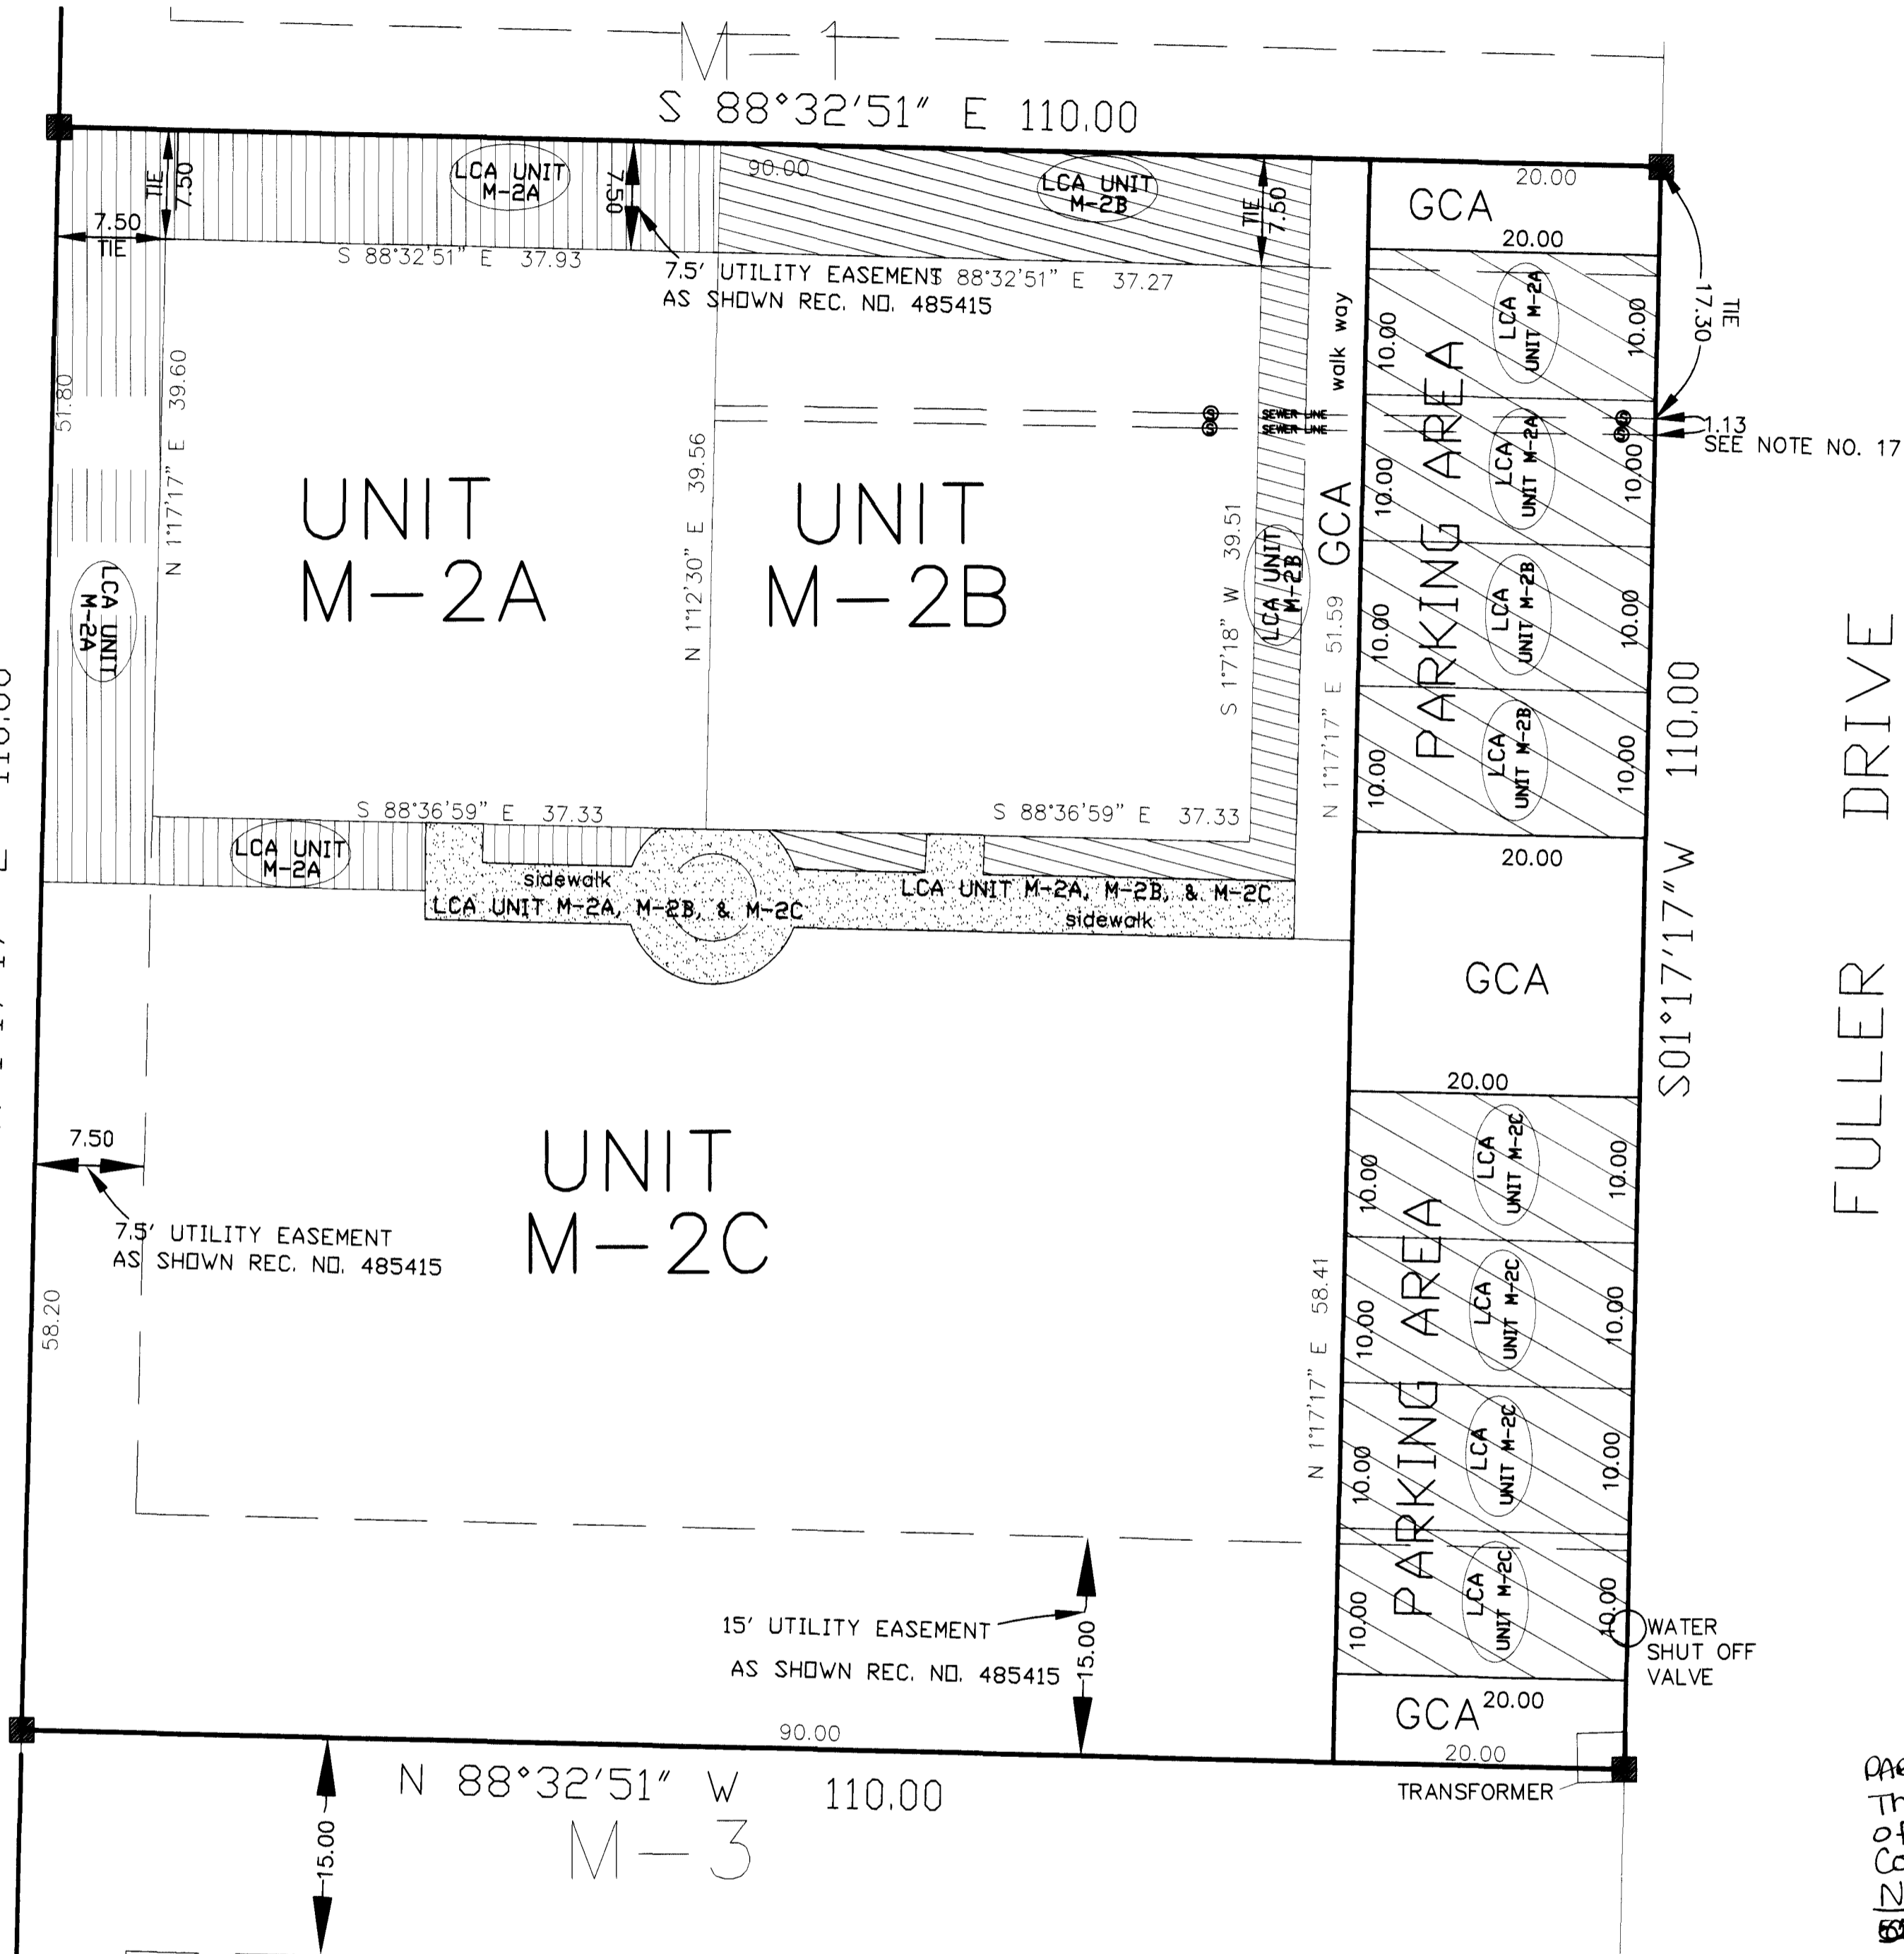 M-1
S 88°32'51" E 110.00
TIE
7.50
LCA UNIT
M-2A
7.50
90.00
LCA UNIT
M-2B
TIE
7.50
20.00
GCA
20.00
7.50
TIE
S 88°32'51" E 37.93
7.5' UTILITY EASEMENT
AS SHOWN REC. NO. 485415
S 88°32'51" E 37.27
TIE
17.30
1.13
SEE NOTE NO. 17
51.80
N 1°17'17" E 39.60
UNIT
M-2A
N 1°12'30" E 39.56
UNIT
M-2B
SEWER LINE
SEWER LINE
S
S
S
S
S 1°7'18" W 39.51
LCA UNIT
M-2B
walk way
GCA
N 1°17'17" E 51.59
PARKING AREA
10.00
LCA
UNIT M-2A
10.00
10.00
LCA
UNIT M-2A
10.00
10.00
LCA
UNIT M-2B
10.00
10.00
LCA
UNIT M-2B
10.00
LCA UNIT
M-2A
S 88°36'59" E 37.33
S 88°36'59" E 37.33
LCA UNIT
M-2A
sidewalk
LCA UNIT M-2A, M-2B, & M-2C
LCA UNIT M-2A, M-2B, & M-2C
sidewalk
20.00
GCA
20.00
S01°17'17"W 110.00
FULLER DRIVE
7.50
7.5' UTILITY EASEMENT
AS SHOWN REC. NO. 485415
58.20
UNIT
M-2C
N 1°17'17" E 58.41
PARKING AREA
10.00
LCA
UNIT M-2C
10.00
10.00
LCA
UNIT M-2C
10.00
10.00
LCA
UNIT M-2C
10.00
10.00
LCA
UNIT M-2C
10.00
WATER
SHUT OFF
VALVE
15' UTILITY EASEMENT
AS SHOWN REC. NO. 485415
15.00
GCA
20.00
90.00
20.00
TRANSFORMER
N 88°32'51" W 110.00
M-3
15.00